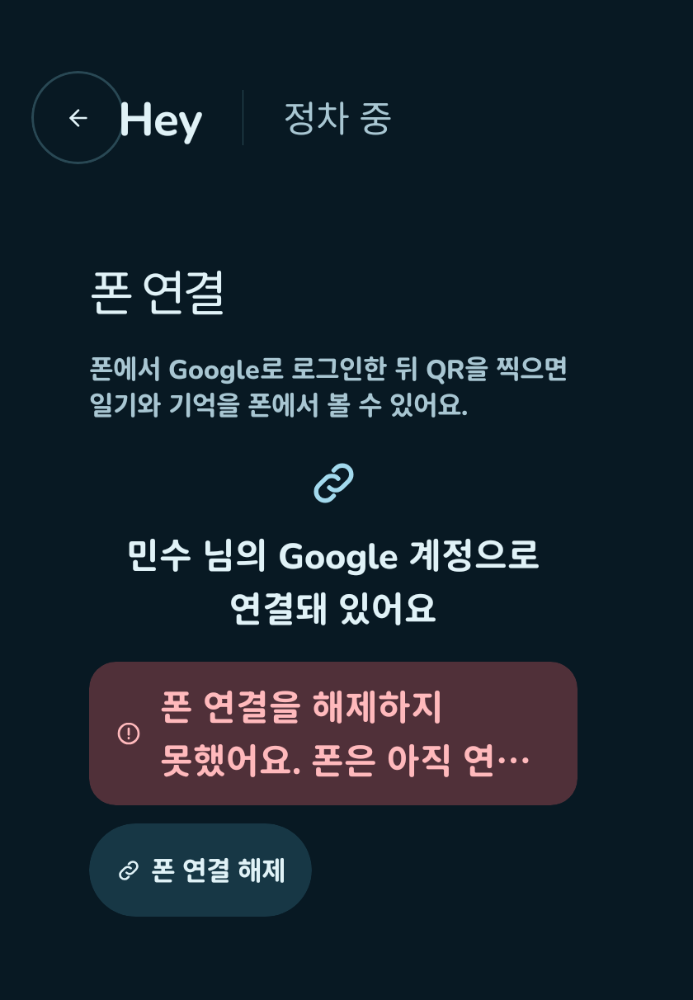 Hey
정차 중
폰 연결
폰에서 Google로 로그인한 뒤 QR을 찍으면
일기와 기억을 폰에서 볼 수 있어요.
민수 님의 Google 계정으로
연결돼 있어요
폰 연결을 해제하지
못했어요. 폰은 아직 연…
폰 연결 해제